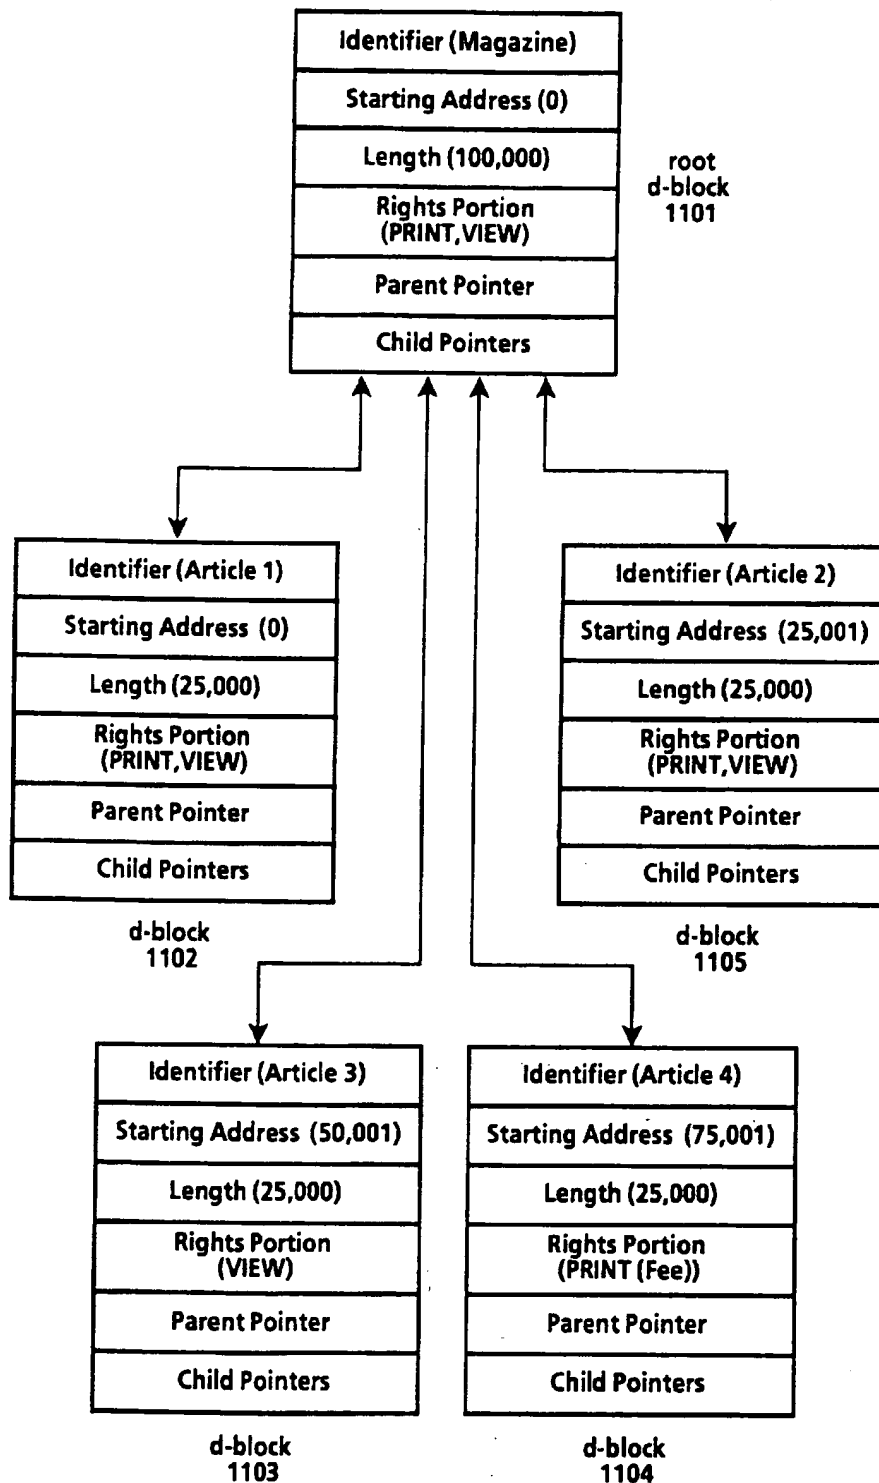 Identifier (Magazine)
Starting Address (0)
Length (100,000)
Rights Portion
(PRINT,VIEW)
Parent Pointer
Child Pointers
root
d-block
1101
Identifier (Article 1)
Starting Address (0)
Length (25,000)
Rights Portion
(PRINT,VIEW)
Parent Pointer
Child Pointers
d-block
1102
Identifier (Article 2)
Starting Address (25,001)
Length (25,000)
Rights Portion
(PRINT,VIEW)
Parent Pointer
Child Pointers
d-block
1105
Identifier (Article 3)
Starting Address (50,001)
Length (25,000)
Rights Portion
(VIEW)
Parent Pointer
Child Pointers
d-block
1103
Identifier (Article 4)
Starting Address (75,001)
Length (25,000)
Rights Portion
(PRINT (Fee))
Parent Pointer
Child Pointers
d-block
1104